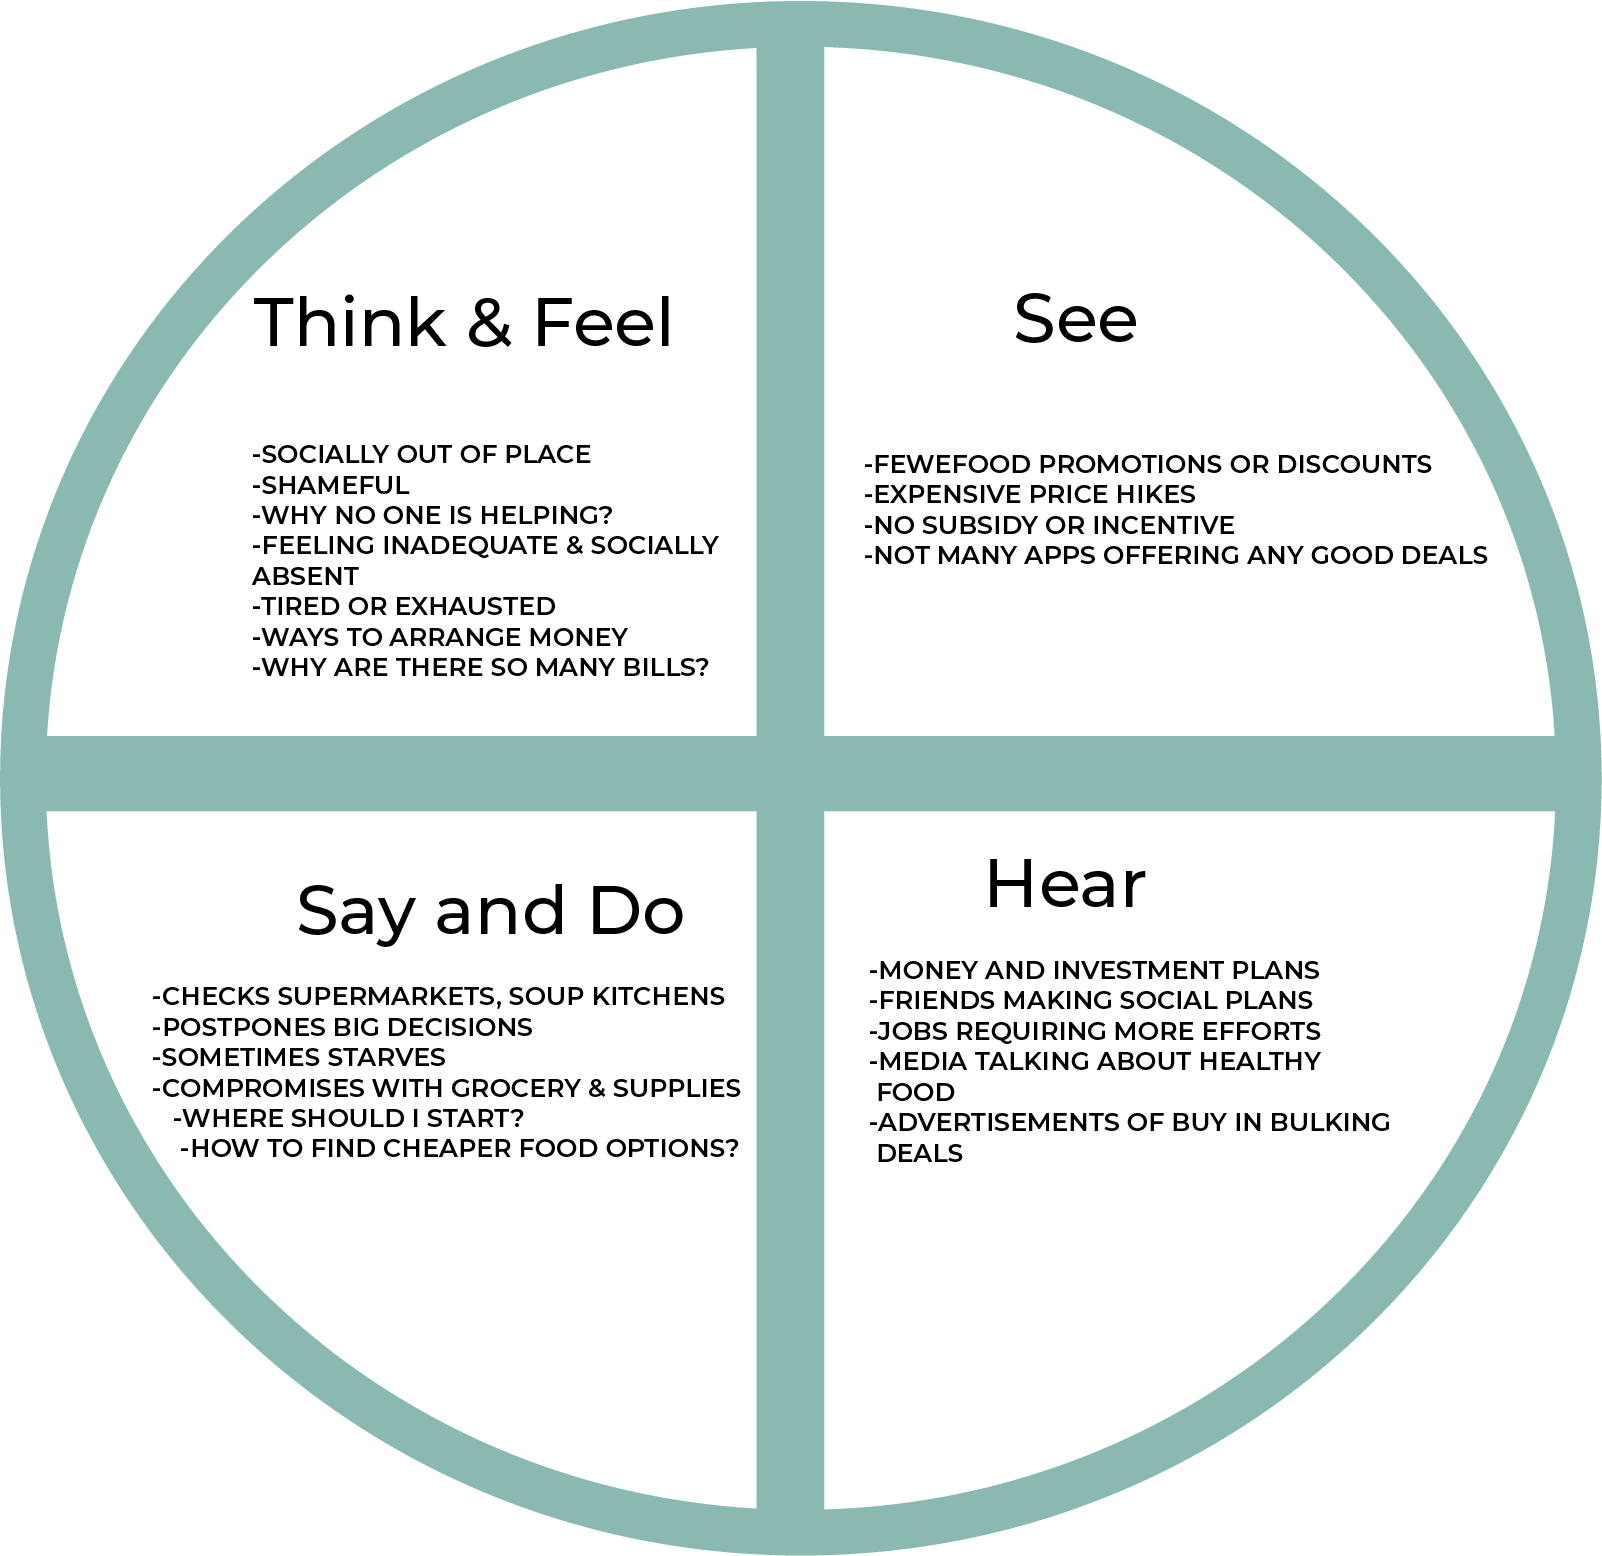 Think & Feel
-SOCIALLY OUT OF PLACE
-SHAMEFUL
-WHY NO ONE IS HELPING?
-FEELING INADEQUATE & SOCIALLY
ABSENT
-TIRED OR EXHAUSTED
-WAYS TO ARRANGE MONEY
-WHY ARE THERE SO MANY BILLS?
See
-FEWEFOOD PROMOTIONS OR DISCOUNTS
-EXPENSIVE PRICE HIKES
-NO SUBSIDY OR INCENTIVE
-NOT MANY APPS OFFERING ANY GOOD DEALS
Say and Do
-CHECKS SUPERMARKETS, SOUP KITCHENS
-POSTPONES BIG DECISIONS
-SOMETIMES STARVES
-COMPROMISES WITH GROCERY & SUPPLIES
-WHERE SHOULD I START?
-HOW TO FIND CHEAPER FOOD OPTIONS?
Hear
-MONEY AND INVESTMENT PLANS
-FRIENDS MAKING SOCIAL PLANS
-JOBS REQUIRING MORE EFFORTS
-MEDIA TALKING ABOUT HEALTHY
FOOD
-ADVERTISEMENTS OF BUY IN BULKING
DEALS